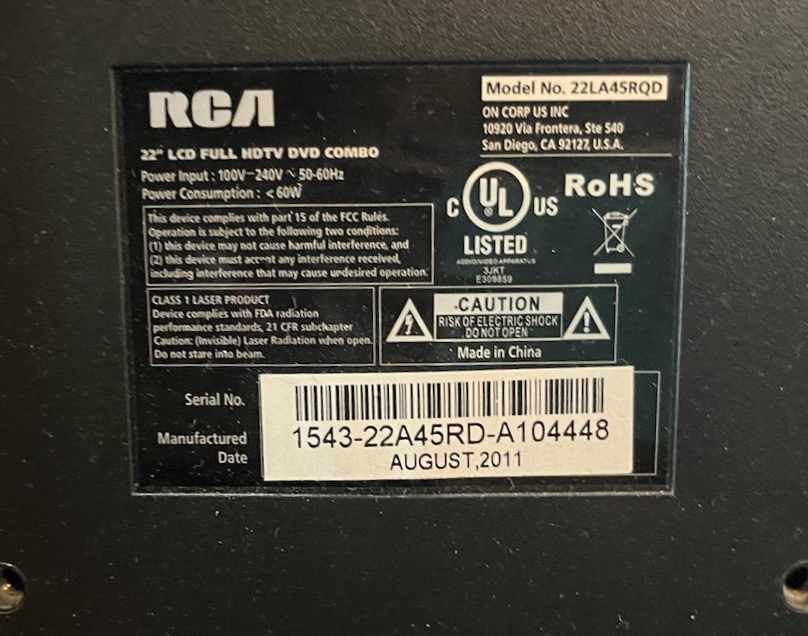 RCA
22" LCD FULL HDTV DVD COMBO
Power Input : 100V~240V ~ 50-60Hz
Power Consumption : <60W
Model No. 22LA45RQD
ON CORP US INC
10920 Via Frontera, Ste 540
San Diego, CA 92127, U.S.A.
This device complies with part 15 of the FCC Rules.
Operation is subject to the following two conditions:
(1) this device may not cause harmful interference, and
(2) this device must accept any interference received,
including interference that may cause undesired operation.
C UL US
LISTED
AUDIO/VIDEO APPARATUS
3JKT
E309859
RoHS
CLASS 1 LASER PRODUCT
Device complies with FDA radiation
performance standards, 21 CFR subchapter
Caution: (Invisible) Laser Radiation when open.
Do not stare into beam.
CAUTION
RISK OF ELECTRIC SHOCK
DO NOT OPEN
Made in China
Serial No.
1543-22A45RD-A104448
Manufactured
Date
AUGUST,2011